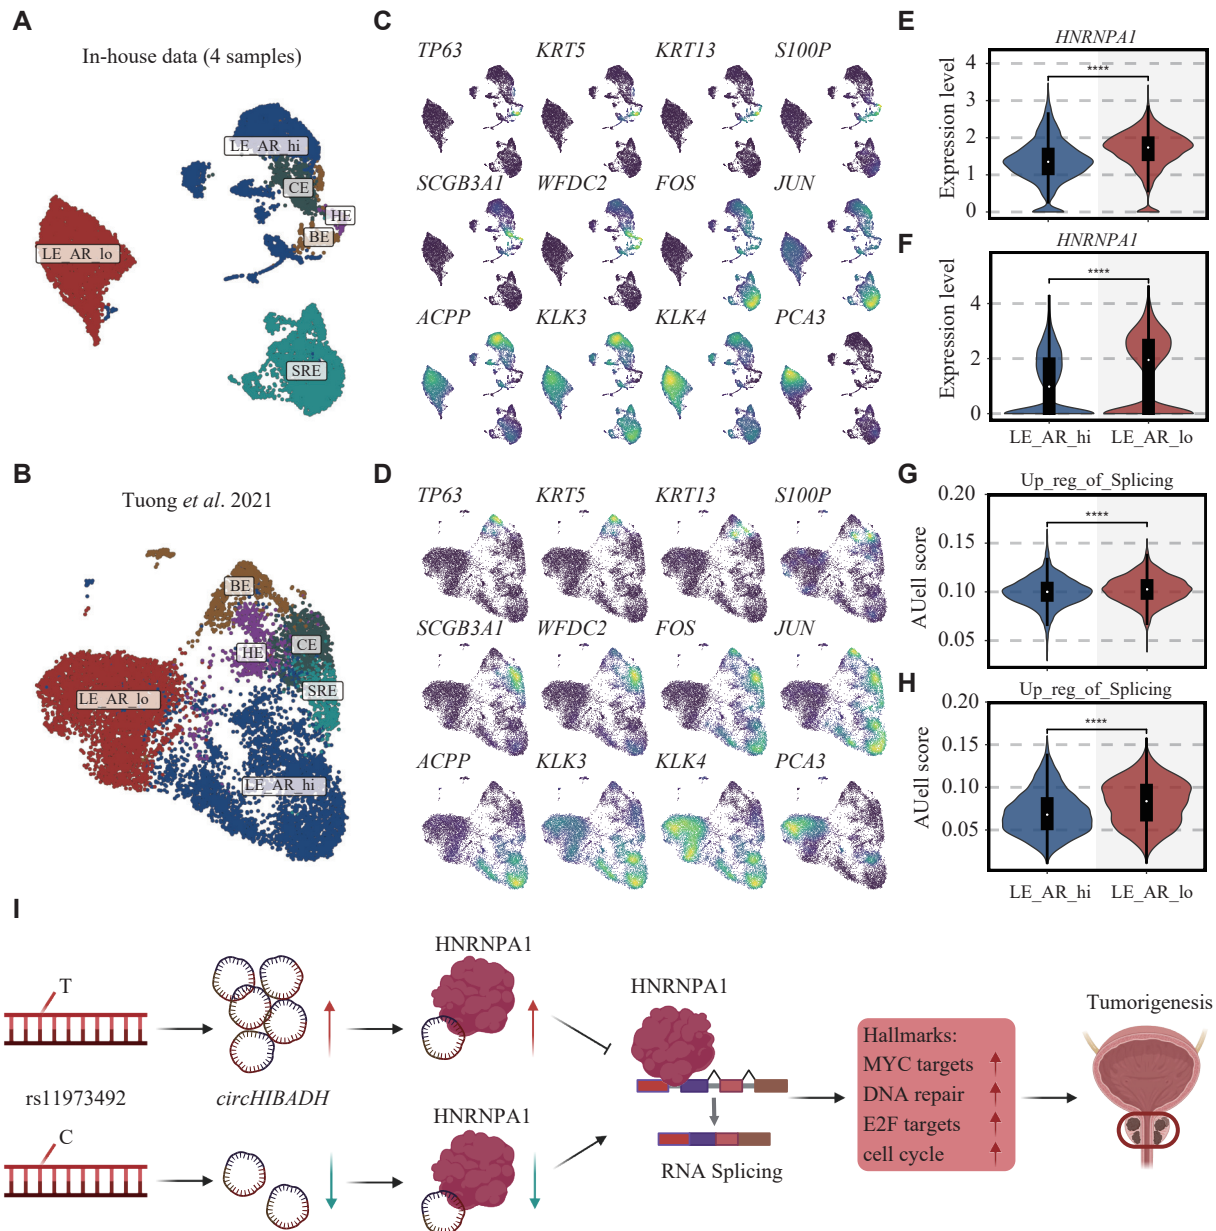 A
In-house data (4 samples)
LE_AR_hi
CE
HE
BE
LE_AR_lo
SRE
B
Tuong et al. 2021
BE
CE
HE
SRE
LE_AR_lo
LE_AR_hi
C
TP63 KRT5 KRT13 S100P
SCGB3A1 WFDC2 FOS JUN
ACPP KLK3 KLK4 PCA3
D
TP63 KRT5 KRT13 S100P
SCGB3A1 WFDC2 FOS JUN
ACPP KLK3 KLK4 PCA3
E
HNRNPA1
Expression level
4
3
2
1
0
****
F
HNRNPA1
Expression level
4
2
0
****
LE_AR_hi LE_AR_lo
G
Up_reg_of_Splicing
AUell score
0.20
0.15
0.10
0.05
****
H
Up_reg_of_Splicing
AUell score
0.20
0.15
0.10
0.05
****
LE_AR_hi LE_AR_lo
I
T
rs11973492
C
circHIBADH
HNRNPA1
HNRNPA1
HNRNPA1
RNA Splicing
Hallmarks:
MYC targets
DNA repair
E2F targets
cell cycle
Tumorigenesis